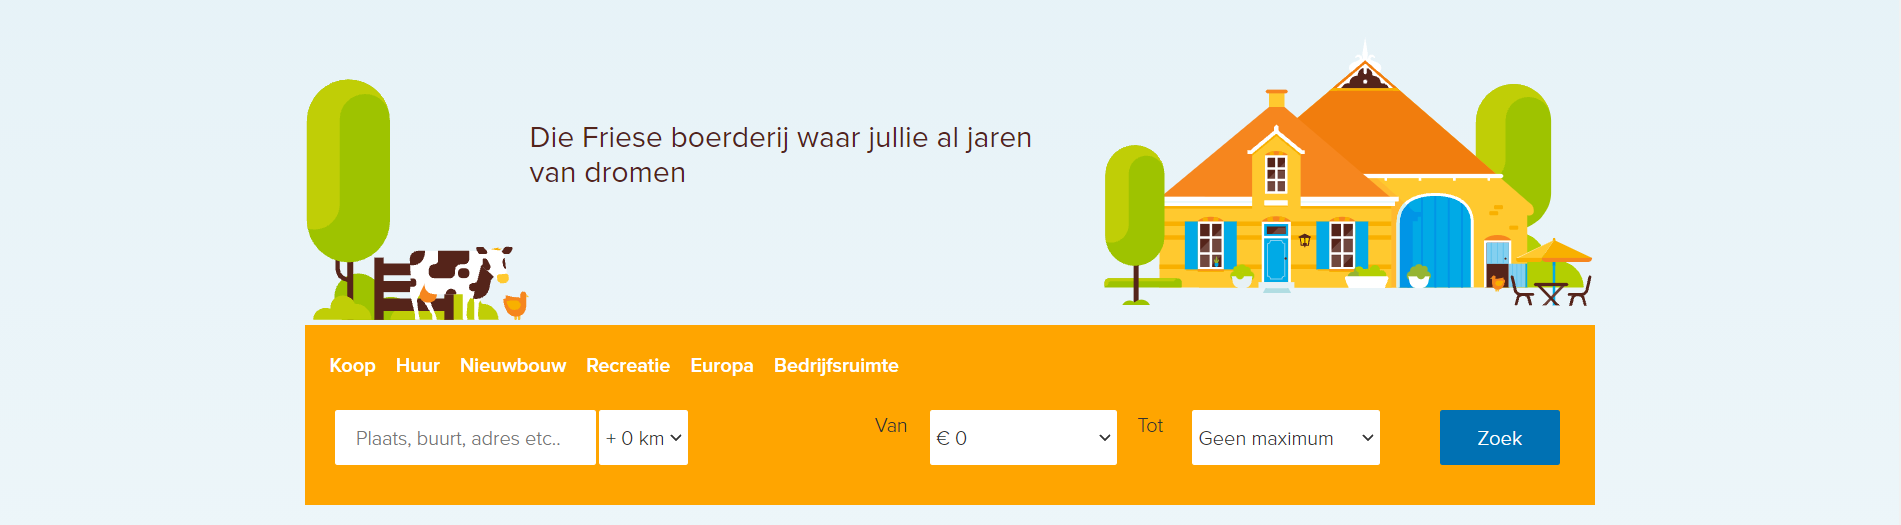 Die Friese boerderij waar jullie al jaren
van dromen
Koop Huur Nieuwbouw Recreatie Europa Bedrijfsruimte
Plaats, buurt, adres etc.. + 0 km Van € 0 Tot Geen maximum Zoek